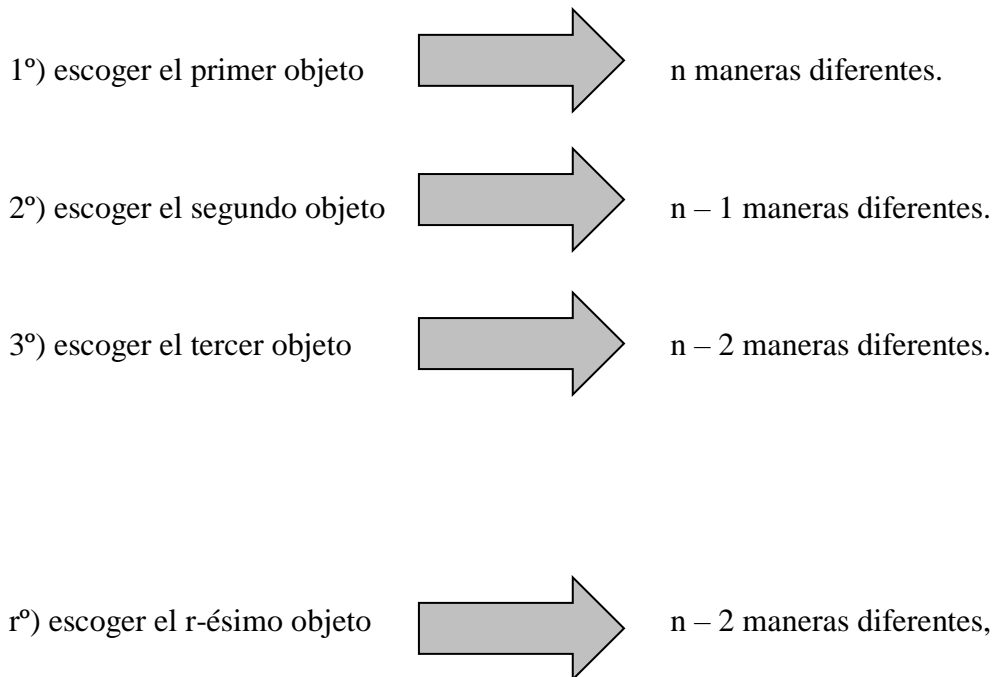 1º) escoger el primer objeto n maneras diferentes.
2º) escoger el segundo objeto n – 1 maneras diferentes.
3º) escoger el tercer objeto n – 2 maneras diferentes.
rº) escoger el r-ésimo objeto n – 2 maneras diferentes,